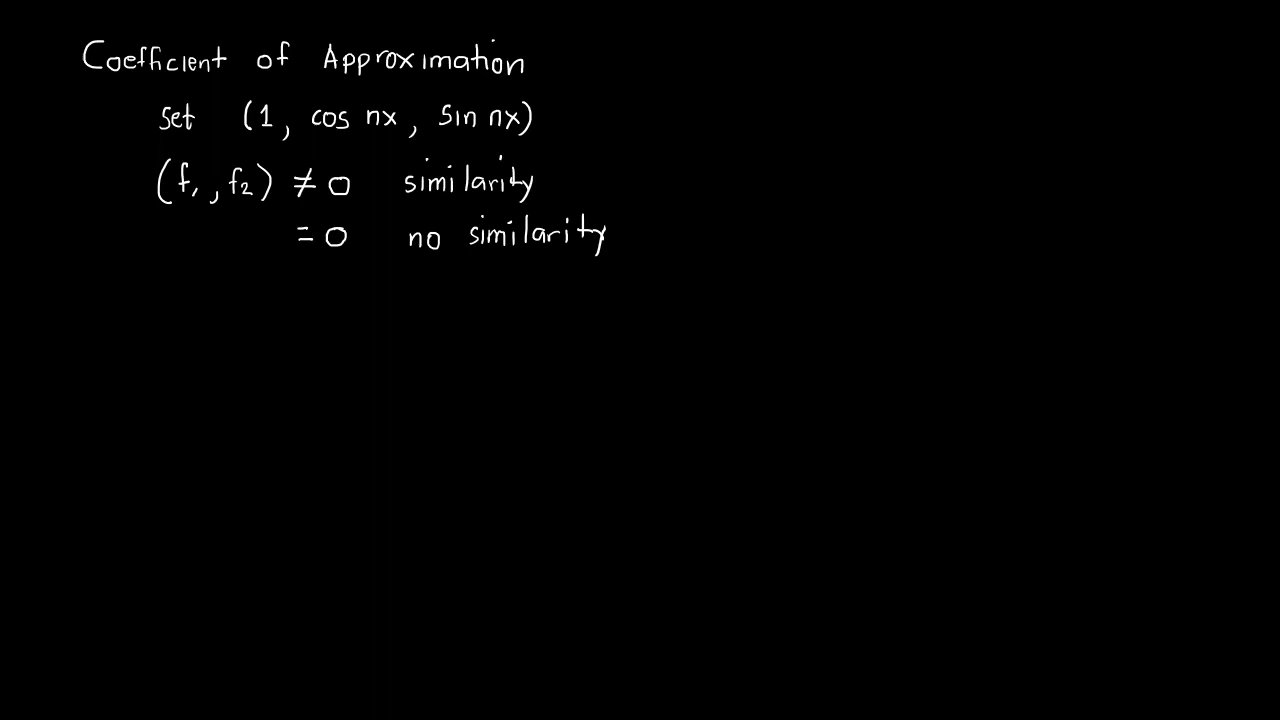 Coefficient of Approximation
set (1, cos nx, sin nx)
(f₁, f₂) ≠ 0 similarity
= 0 no similarity